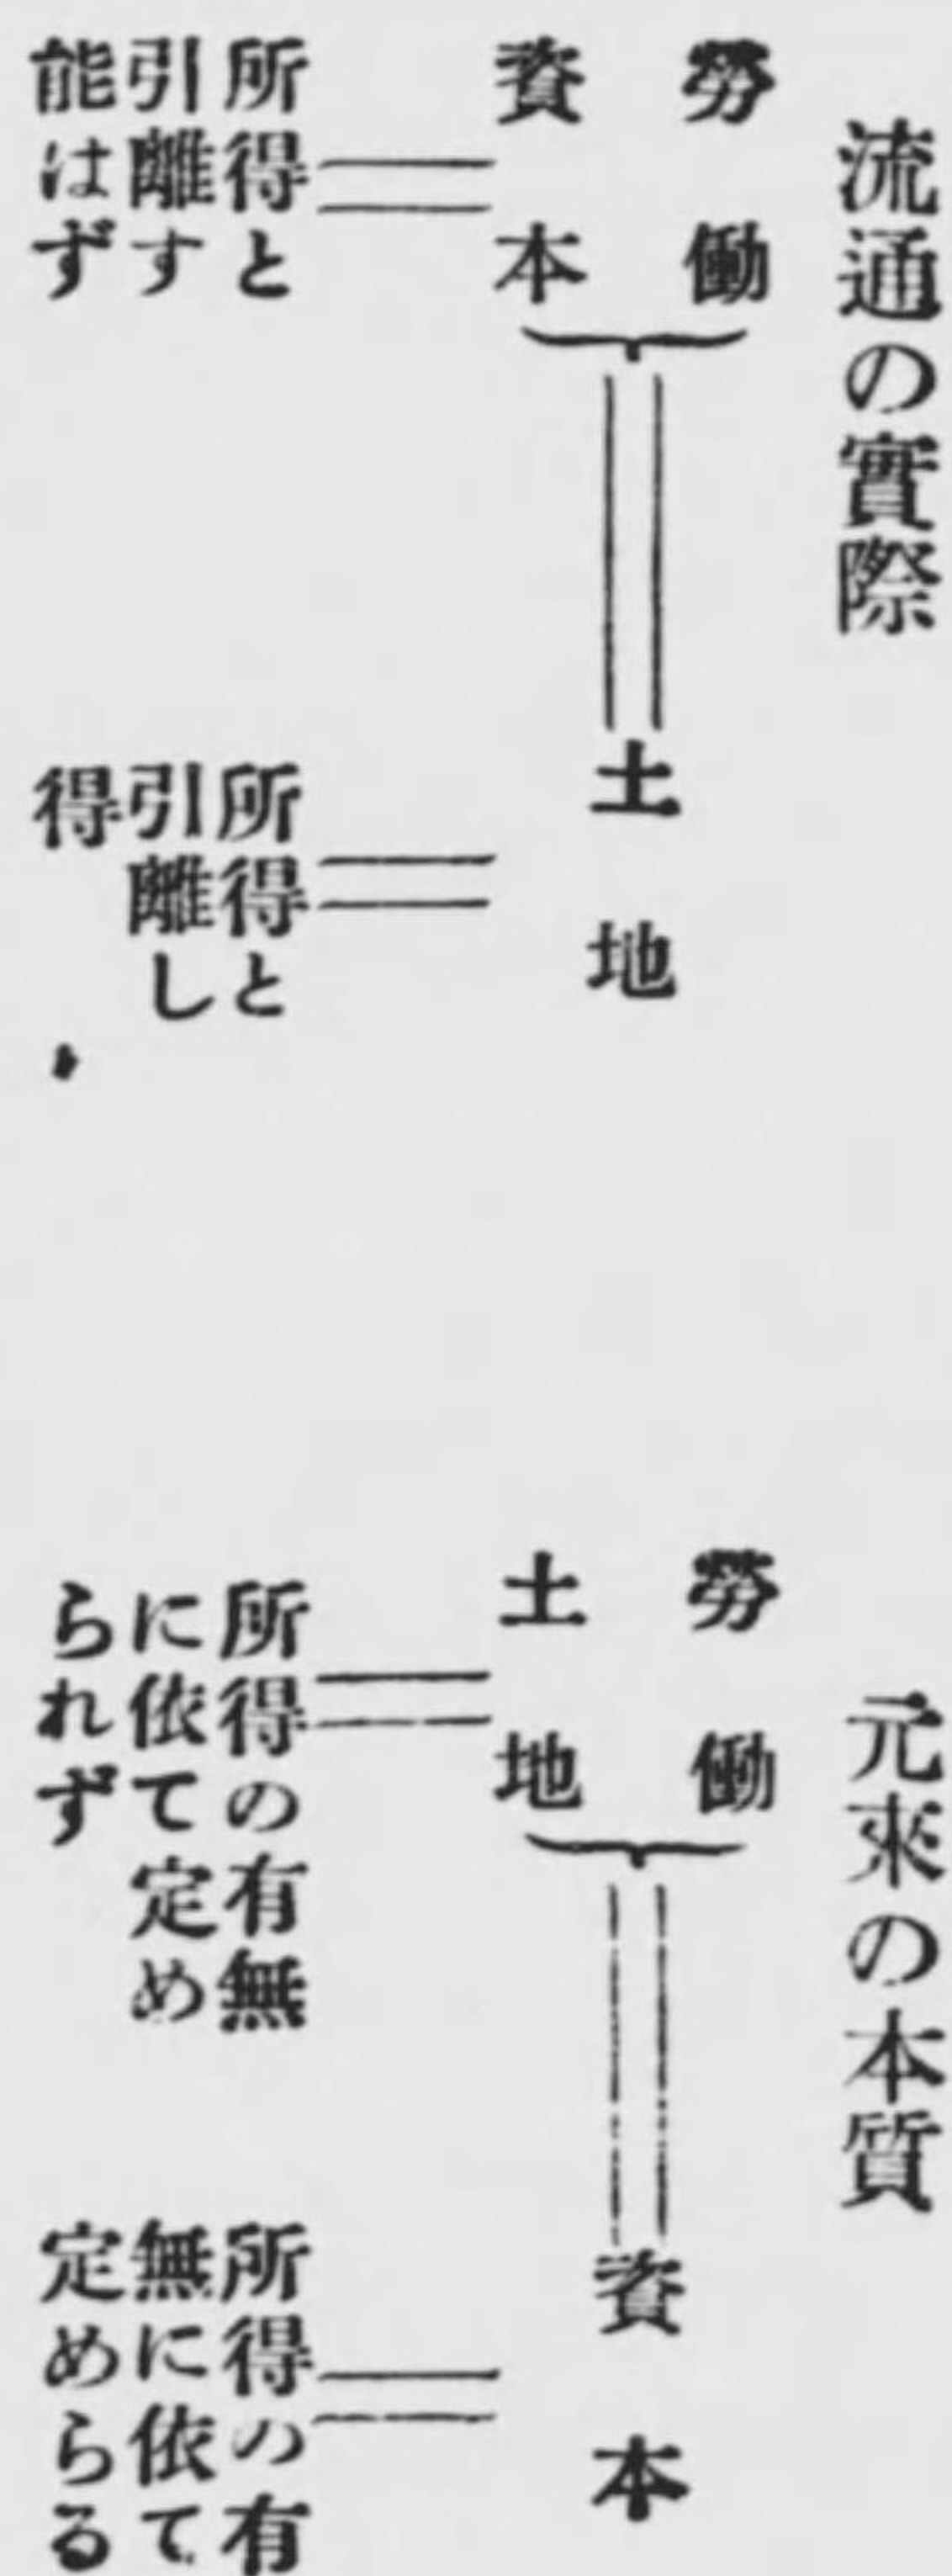 流通の實際
勞働
資本
土地
所得と
引離す
能はず
所得と
引離し
得
元來の本質
勞働
土地
資本
所得の有無
に依て定め
られず
所得の有
無に依て
定めらる